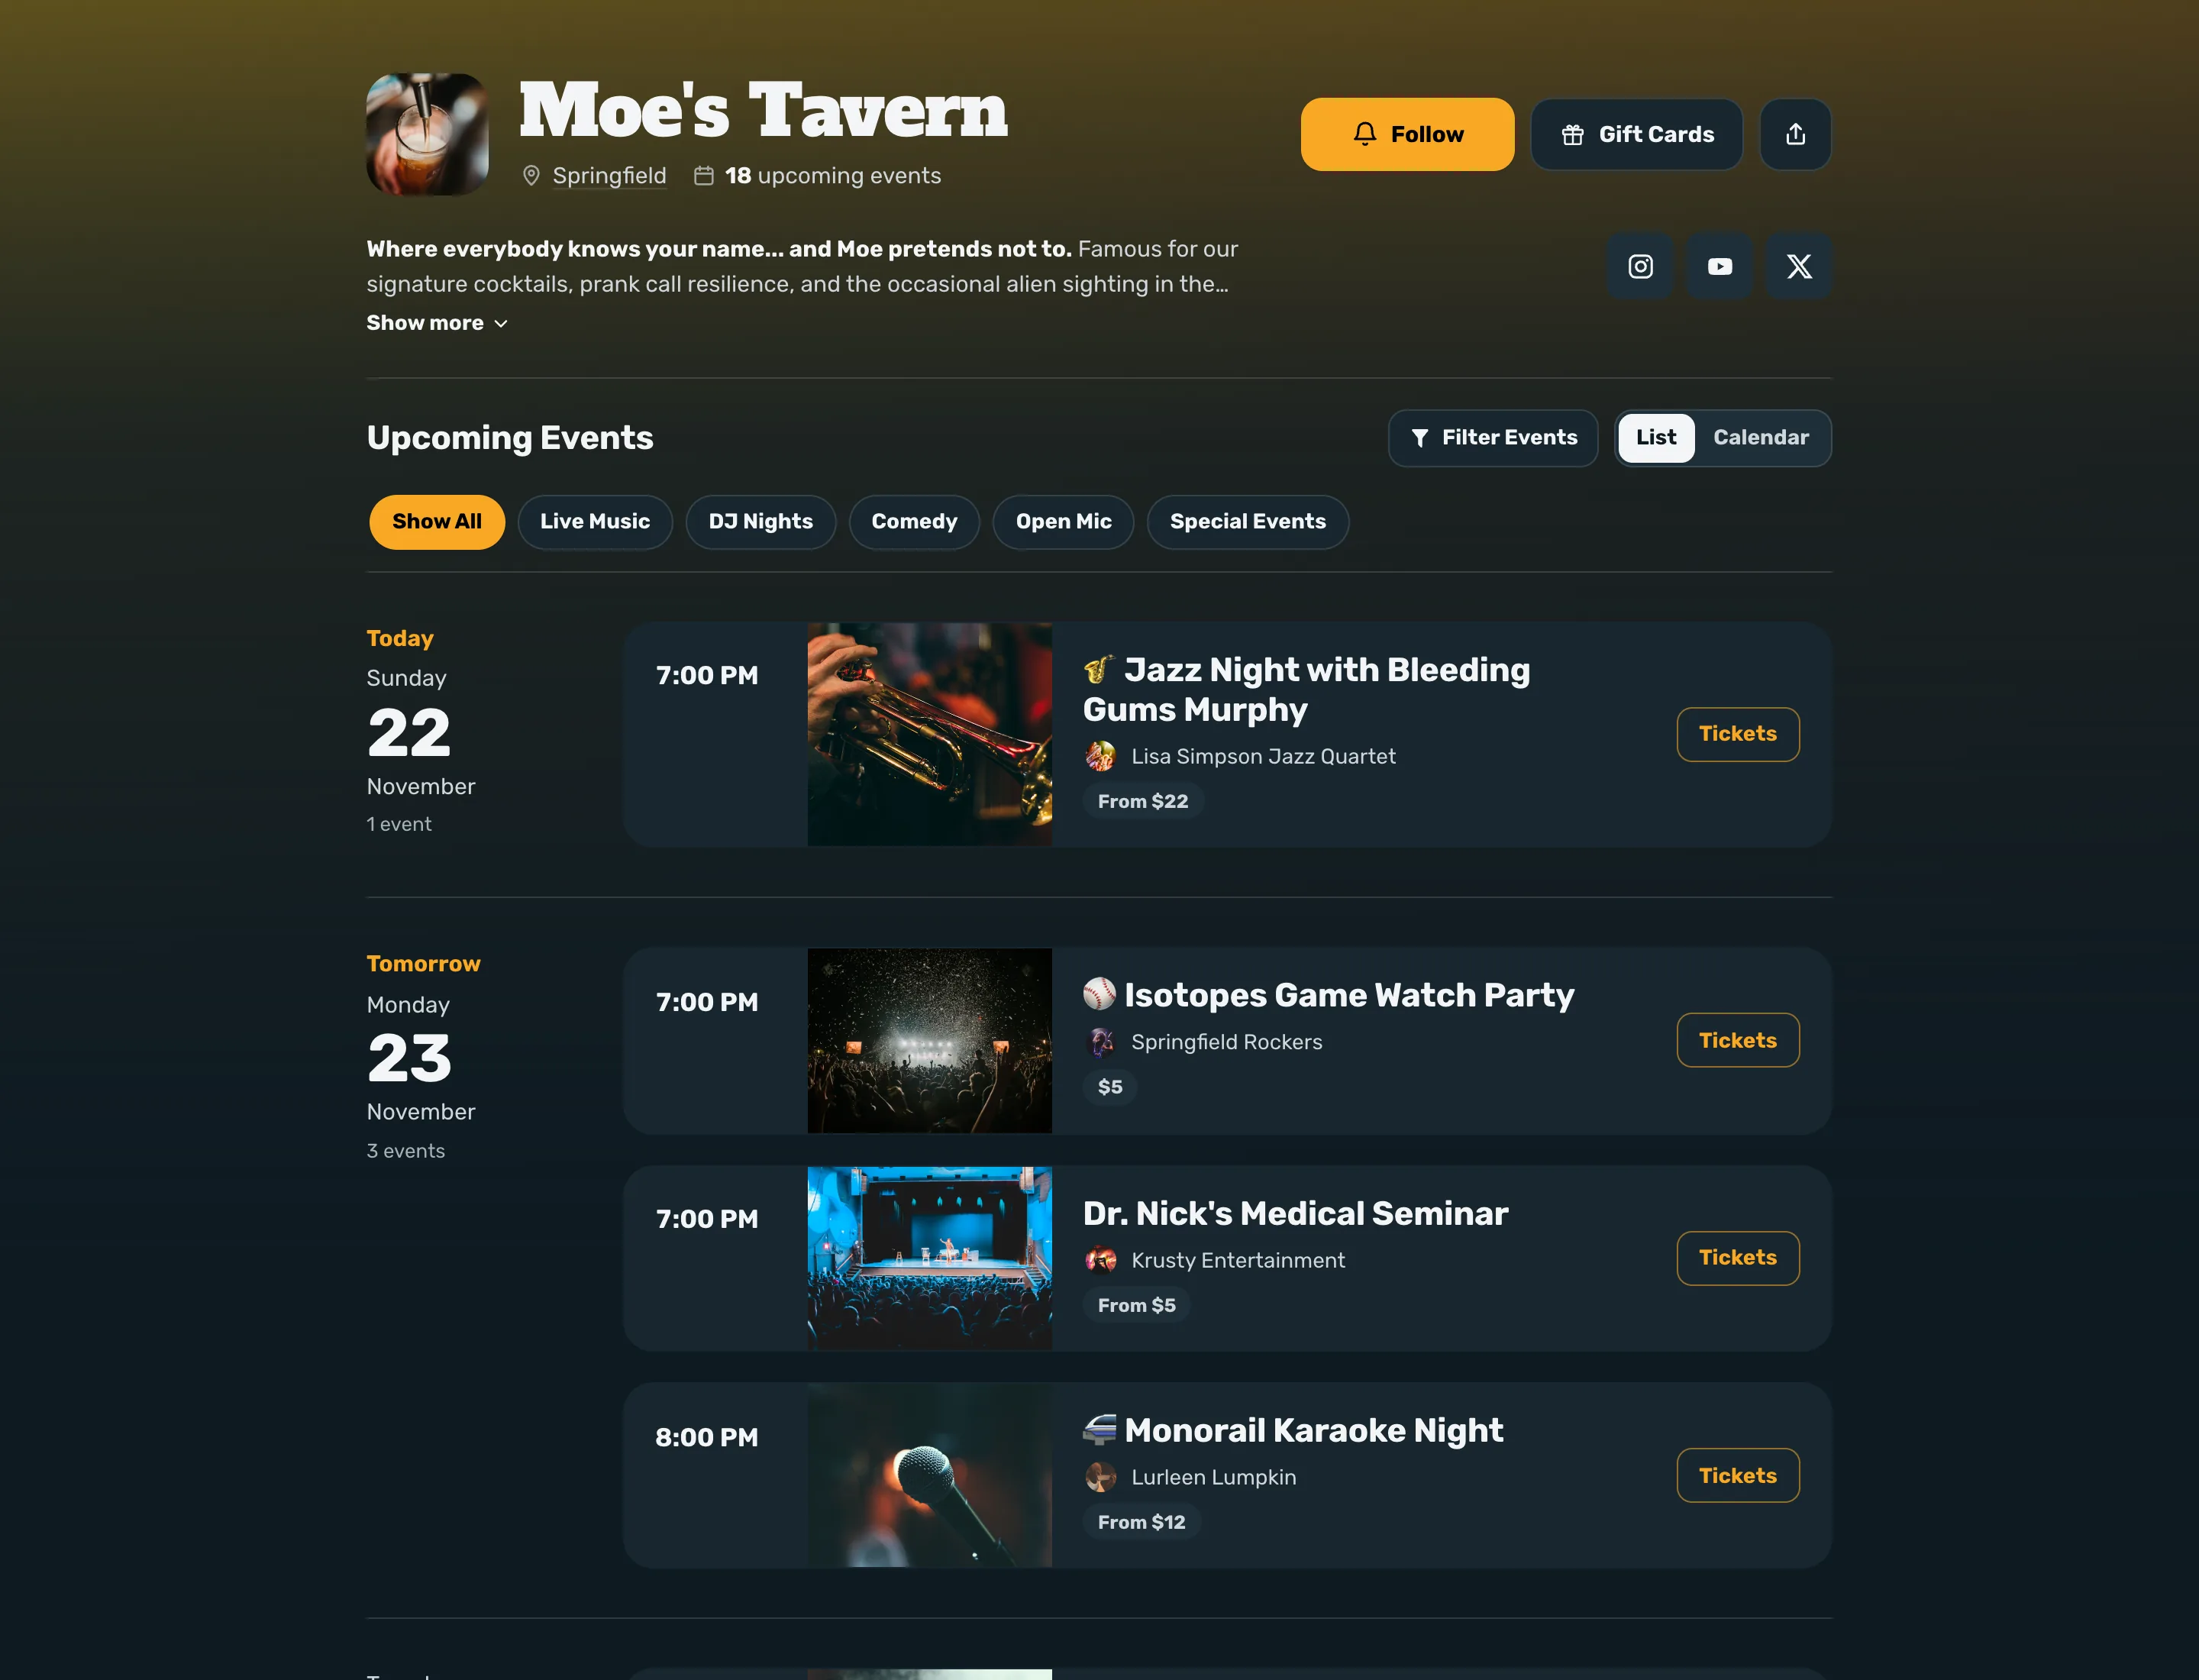 Moe's Tavern
Springfield
18 upcoming events
Follow
Gift Cards
Where everybody knows your name... and Moe pretends not to. Famous for our
signature cocktails, prank call resilience, and the occasional alien sighting in the...
Show more
Upcoming Events
Filter Events
List
Calendar
Show All
Live Music
DJ Nights
Comedy
Open Mic
Special Events
Today
Sunday
22
November
1 event
7:00 PM
Jazz Night with Bleeding
Gums Murphy
Lisa Simpson Jazz Quartet
From $22
Tickets
Tomorrow
Monday
23
November
3 events
7:00 PM
Isotopes Game Watch Party
Springfield Rockers
$5
Tickets
7:00 PM
Dr. Nick's Medical Seminar
Krusty Entertainment
From $5
Tickets
8:00 PM
Monorail Karaoke Night
Lurleen Lumpkin
From $12
Tickets